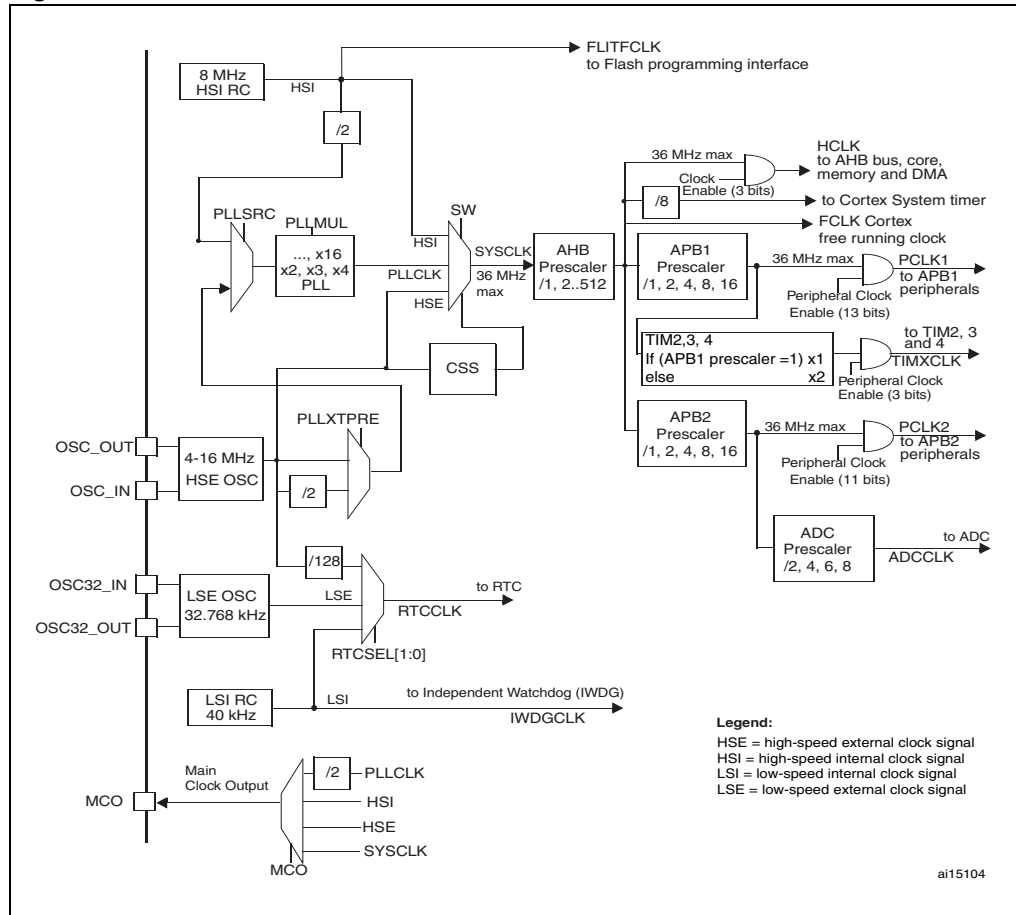 FLITFCLK
to Flash programming interface
8 MHz
HSI RC
HSI
/2
HCLK
to AHB bus, core,
memory and DMA
36 MHz max
Clock
Enable (3 bits)
/8
to Cortex System timer
FCLK Cortex
free running clock
PLLSRC
PLLMUL
..., x16
x2, x3, x4
PLL
SW
HSI
PLLCLK
HSE
SYSCLK
36 MHz
max
AHB
Prescaler
/1, 2..512
APB1
Prescaler
/1, 2, 4, 8, 16
36 MHz max
PCLK1
to APB1
peripherals
Peripheral Clock
Enable (13 bits)
TIM2,3, 4
If (APB1 prescaler =1) x1
else x2
to TIM2, 3
and 4
TIMXCLK
Peripheral Clock
Enable (3 bits)
CSS
APB2
Prescaler
/1, 2, 4, 8, 16
36 MHz max
PCLK2
to APB2
peripherals
Peripheral Clock
Enable (11 bits)
ADC
Prescaler
/2, 4, 6, 8
to ADC
ADCCLK
PLLXTPRE
OSC_OUT
OSC_IN
4-16 MHz
HSE OSC
/2
/128
OSC32_IN
OSC32_OUT
LSE OSC
32.768 kHz
LSE
to RTC
RTCCLK
RTCSEL[1:0]
LSI RC
40 kHz
LSI
to Independent Watchdog (IWDG)
IWDGCLK
Legend:
HSE = high-speed external clock signal
HSI = high-speed internal clock signal
LSI = low-speed internal clock signal
LSE = low-speed external clock signal
Main
Clock Output
MCO
/2
PLLCLK
HSI
HSE
SYSCLK
MCO
ai15104